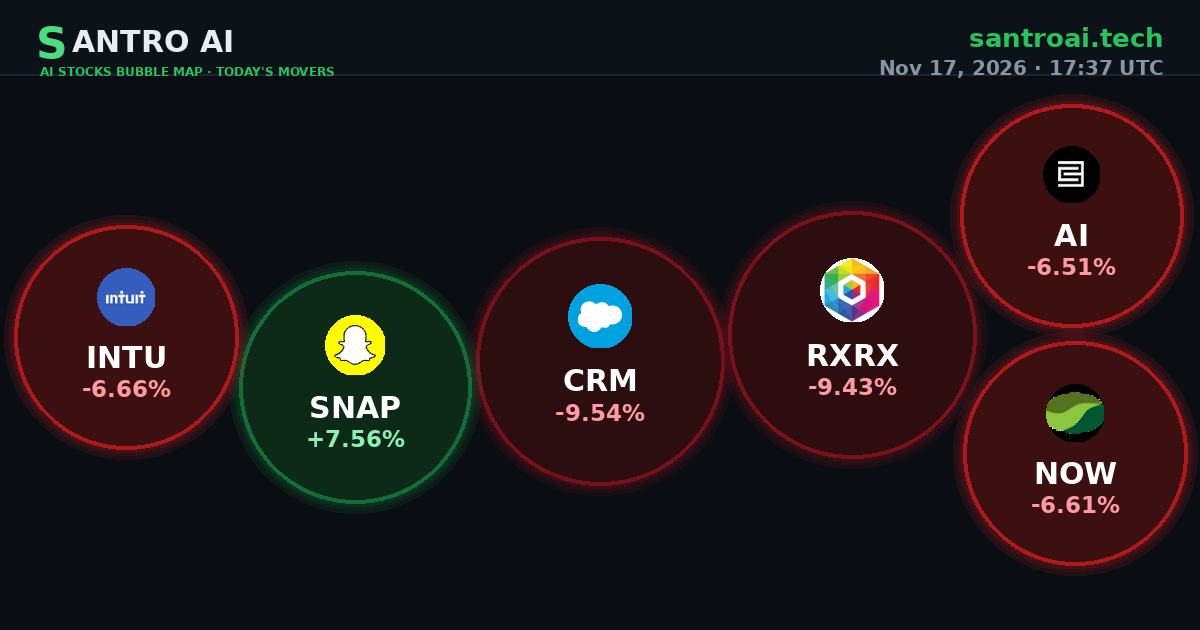 SANTRO AI
AI STOCKS BUBBLE MAP · TODAY'S MOVERS
santroai.tech
Nov 17, 2026 · 17:37 UTC
intuit
INTU
-6.66%
SNAP
+7.56%
CRM
-9.54%
RXRX
-9.43%
AI
-6.51%
NOW
-6.61%